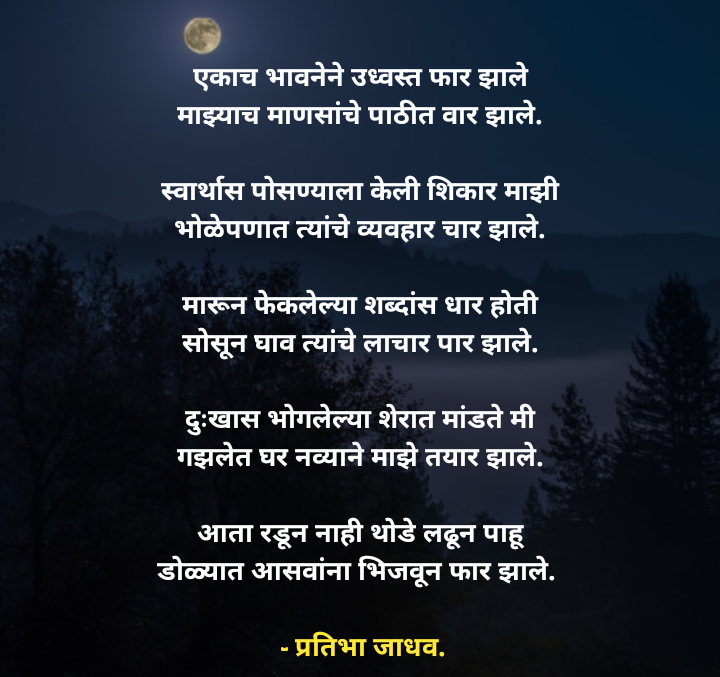 एकाच भावनेने उध्वस्त फार झाले
माझ्याच माणसांचे पाठीत वार झाले.
स्वार्थास पोसण्याला केली शिकार माझी
भोळेपणात त्यांचे व्यवहार चार झाले.
मारून फेकलेल्या शब्दांस धार होती
सोसून घाव त्यांचे लाचार पार झाले.
दुःखास भोगलेल्या शेरात मांडते मी
गझलेत घर नव्याने माझे तयार झाले.
आता रडून नाही थोडे लढून पाहू
डोळ्यात आसवांना भिजवून फार झाले.
- प्रतिभा जाधव.